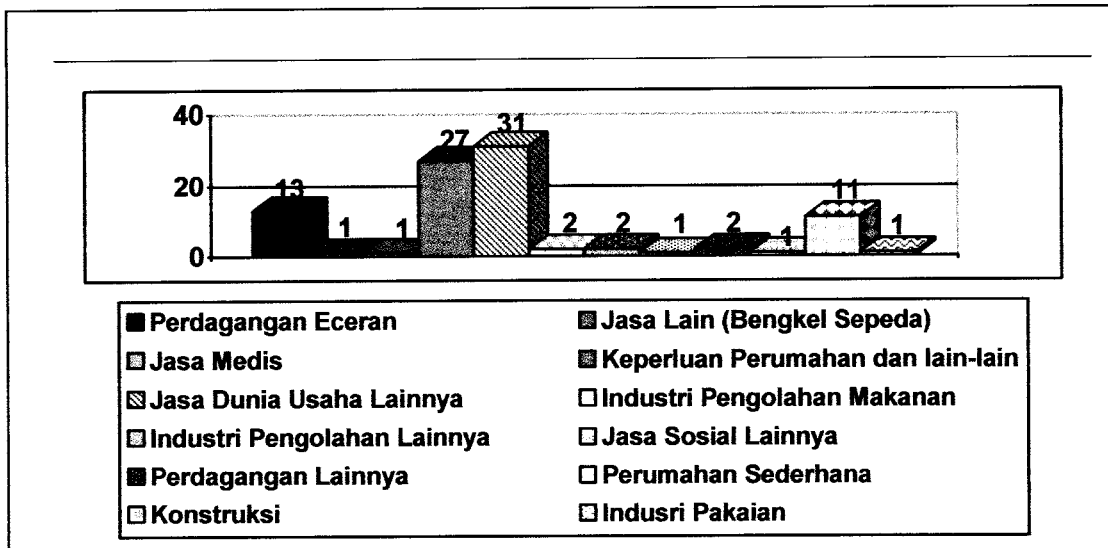 40
20
0
13
1
1
27
31
2
2
1
2
1
11
1
Perdagangan Eceran
Jasa Lain (Bengkel Sepeda)
Jasa Medis
Keperluan Perumahan dan lain-lain
Jasa Dunia Usaha Lainnya
Industri Pengolahan Makanan
Industri Pengolahan Lainnya
Jasa Sosial Lainnya
Perdagangan Lainnya
Perumahan Sederhana
Konstruksi
Indusri Pakaian